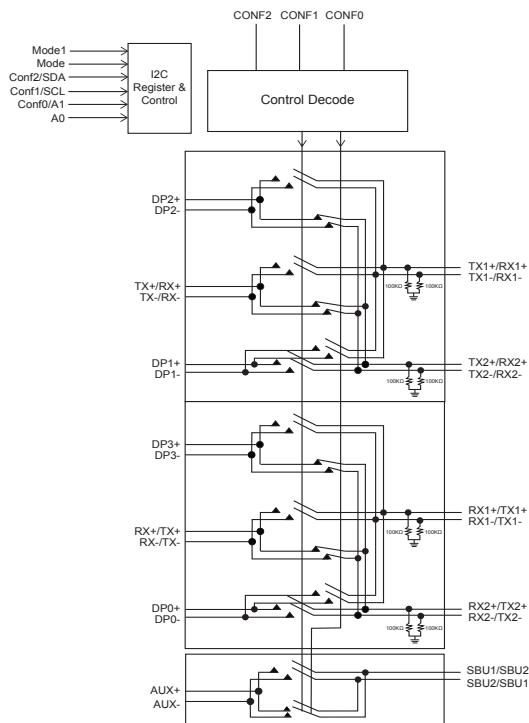 CONF2 CONF1 CONF0
Mode1
Mode
Conf2/SDA
Conf1/SCL
Conf0/A1
A0
I2C
Register &
Control
Control Decode
DP2+
DP2-
TX+/RX+
TX-/RX-
TX1+/RX1+
TX1-/RX1-
100KΩ 100KΩ
DP1+
DP1-
TX2+/RX2+
TX2-/RX2-
100KΩ 100KΩ
DP3+
DP3-
RX+/TX+
RX-/TX-
RX1+/TX1+
RX1-/TX1-
100KΩ 100KΩ
DP0+
DP0-
RX2+/TX2+
RX2-/TX2-
100KΩ 100KΩ
AUX+
AUX-
SBU1/SBU2
SBU2/SBU1